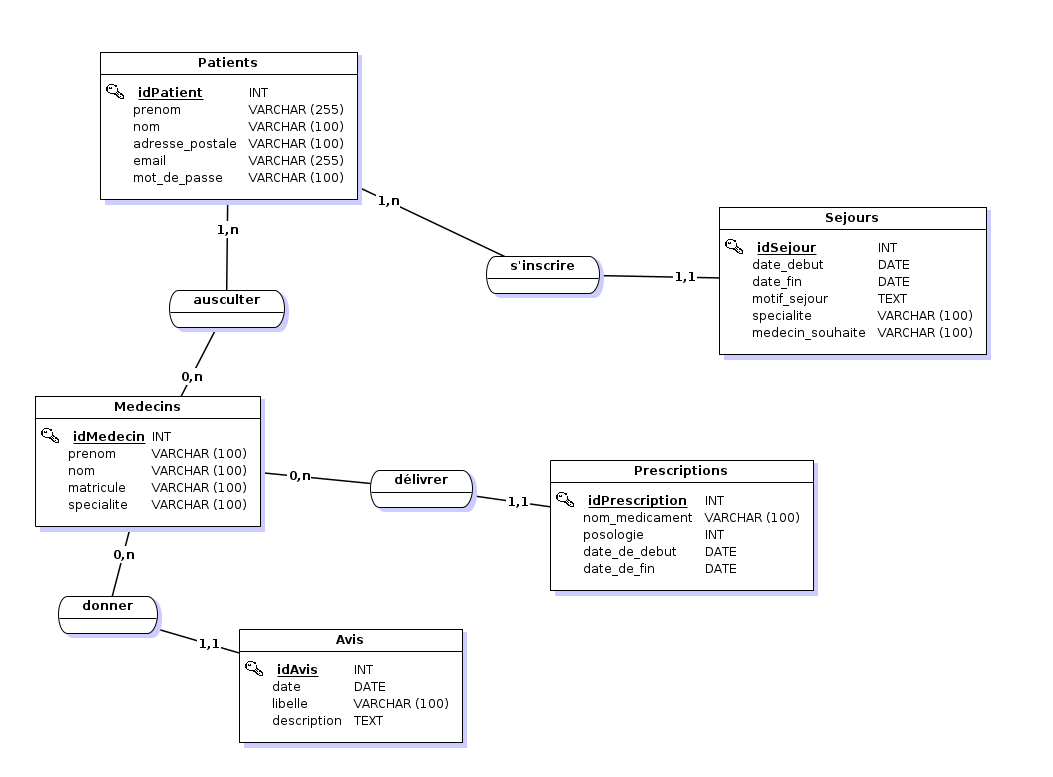 Patients
idPatient INT
prenom VARCHAR (255)
nom VARCHAR (100)
adresse_postale VARCHAR (100)
email VARCHAR (255)
mot_de_passe VARCHAR (100)
1,n
1,n
s'inscrire
1,1
Sejours
idSejour INT
date_debut DATE
date_fin DATE
motif_sejour TEXT
specialite VARCHAR (100)
medecin_souhaite VARCHAR (100)
ausculter
0,n
Medecins
idMedecin INT
prenom VARCHAR (100)
nom VARCHAR (100)
matricule VARCHAR (100)
specialite VARCHAR (100)
0,n
délivrer
1,1
Prescriptions
idPrescription INT
nom_medicament VARCHAR (100)
posologie INT
date_de_debut DATE
date_de_fin DATE
0,n
donner
1,1
Avis
idAvis INT
date DATE
libelle VARCHAR (100)
description TEXT